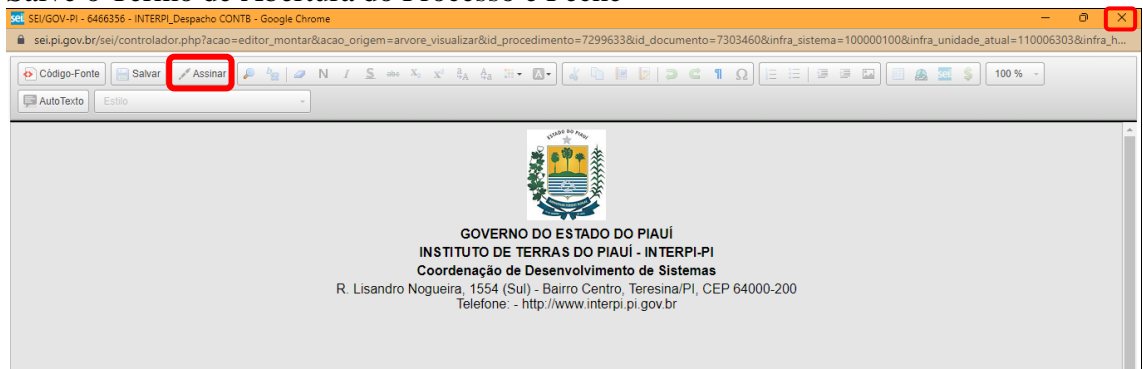 Salve o Termo de Abertura do Processo e Feche
sei. SEI/GOV-PI - 6466356 - INTERPI_Despacho CONTB - Google Chrome
sei.pi.gov.br/sei/controlador.php?acao=editor_montar&acao_origem=arvore_visualizar&id_procedimento=7299633&id_documento=7303460&infra_sistema=100000100&infra_unidade_atual=110006303&infra_h...
Código-Fonte Salvar Assinar N I S abc X₂ X² 100 %
AutoTexto Estilo
ESTADO DO PIAUÍ
GOVERNO DO ESTADO DO PIAUÍ
INSTITUTO DE TERRAS DO PIAUÍ - INTERPI-PI
Coordenação de Desenvolvimento de Sistemas
R. Lisandro Nogueira, 1554 (Sul) - Bairro Centro, Teresina/PI, CEP 64000-200
Telefone: - http://www.interpi.pi.gov.br